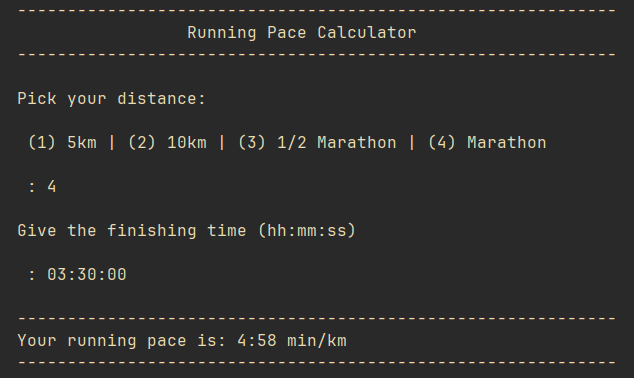 ------------------------------------------------------------
Running Pace Calculator
------------------------------------------------------------
Pick your distance:
(1) 5km | (2) 10km | (3) 1/2 Marathon | (4) Marathon
: 4
Give the finishing time (hh:mm:ss)
: 03:30:00
------------------------------------------------------------
Your running pace is: 4:58 min/km
------------------------------------------------------------